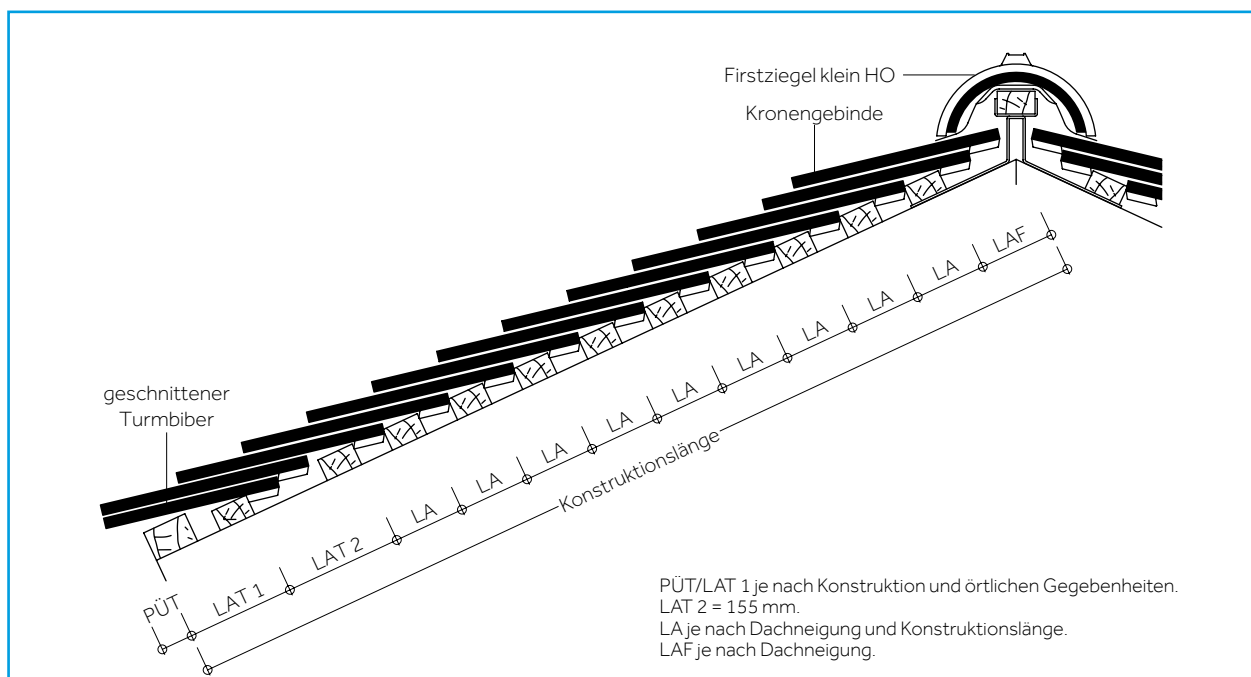 Firstziegel klein HO
Kronengebinde
geschnittener
Turmbiber
PÜT
LAT 1
LAT 2
LA
LA
LA
LA
LA
LA
LA
LA
LA
LAF
Konstruktionslänge
PÜT/LAT 1 je nach Konstruktion und örtlichen Gegebenheiten.
LAT 2 = 155 mm.
LA je nach Dachneigung und Konstruktionslänge.
LAF je nach Dachneigung.